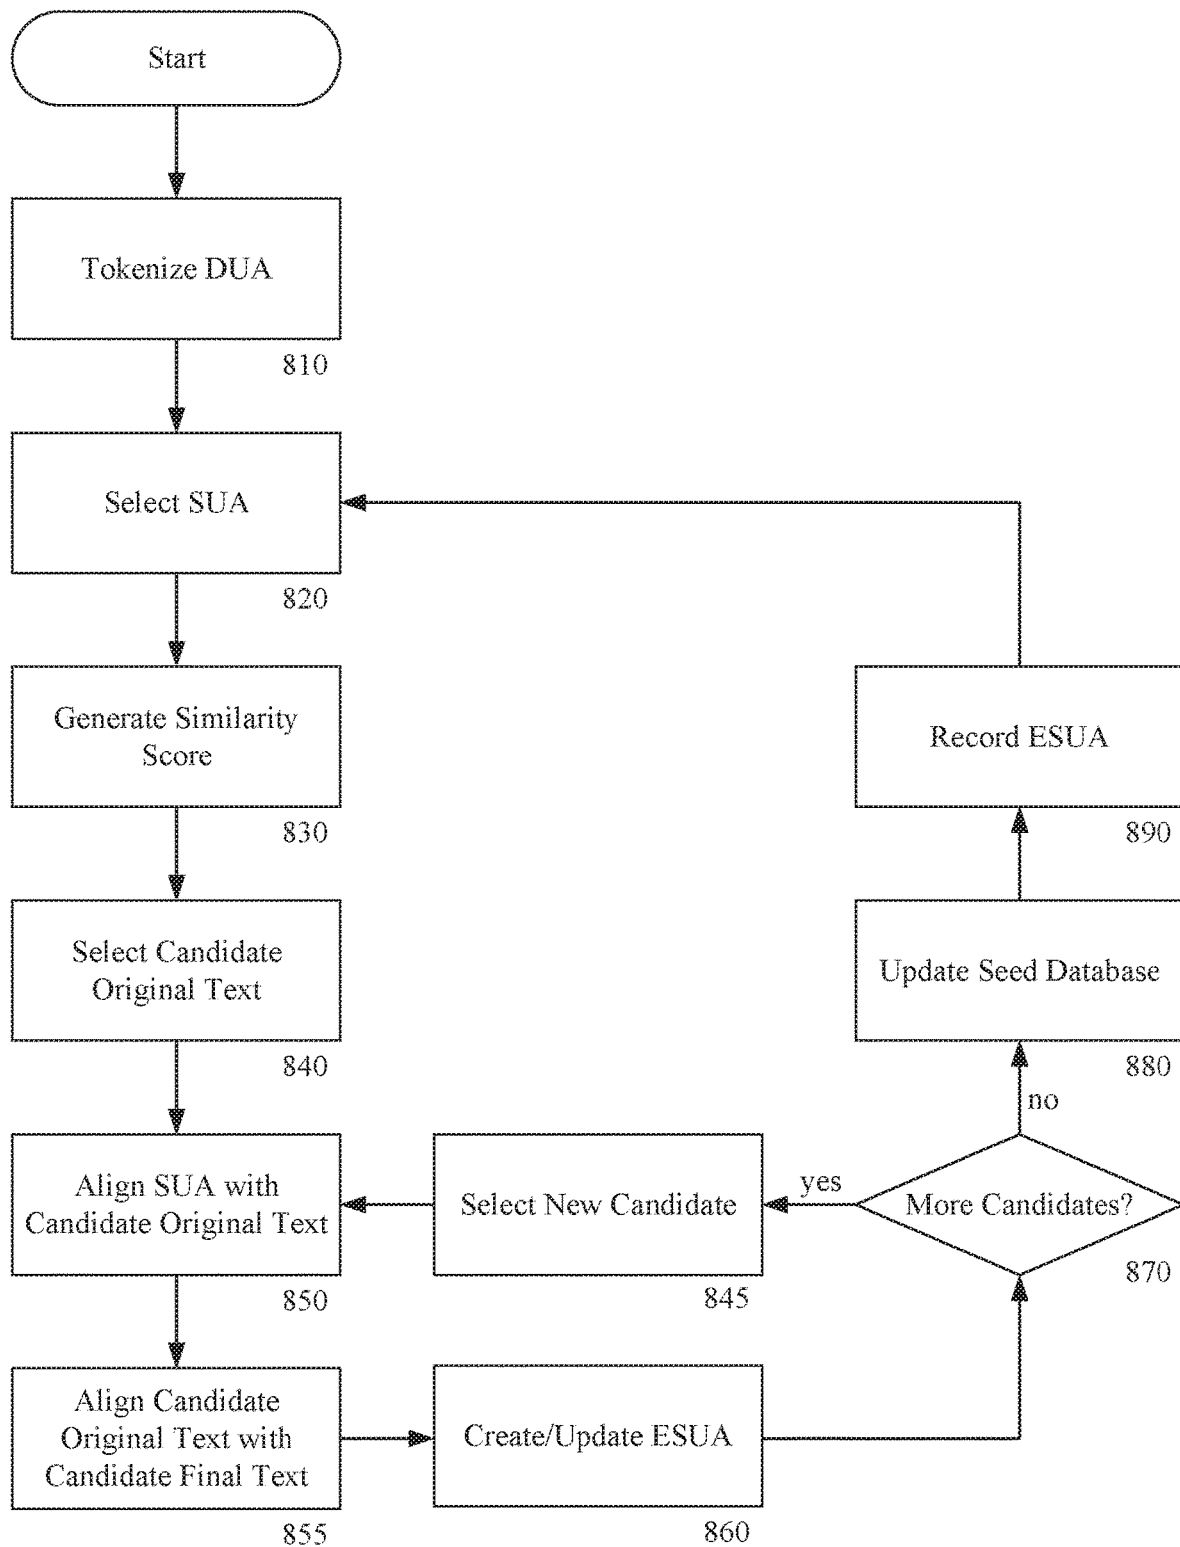 Start
Tokenize DUA
810
Select SUA
820
Generate Similarity
Score
830
Record ESUA
890
Select Candidate
Original Text
840
Update Seed Database
880
no
Align SUA with
Candidate Original Text
850
Select New Candidate
845
yes
More Candidates?
870
Align Candidate
Original Text with
Candidate Final Text
855
Create/Update ESUA
860